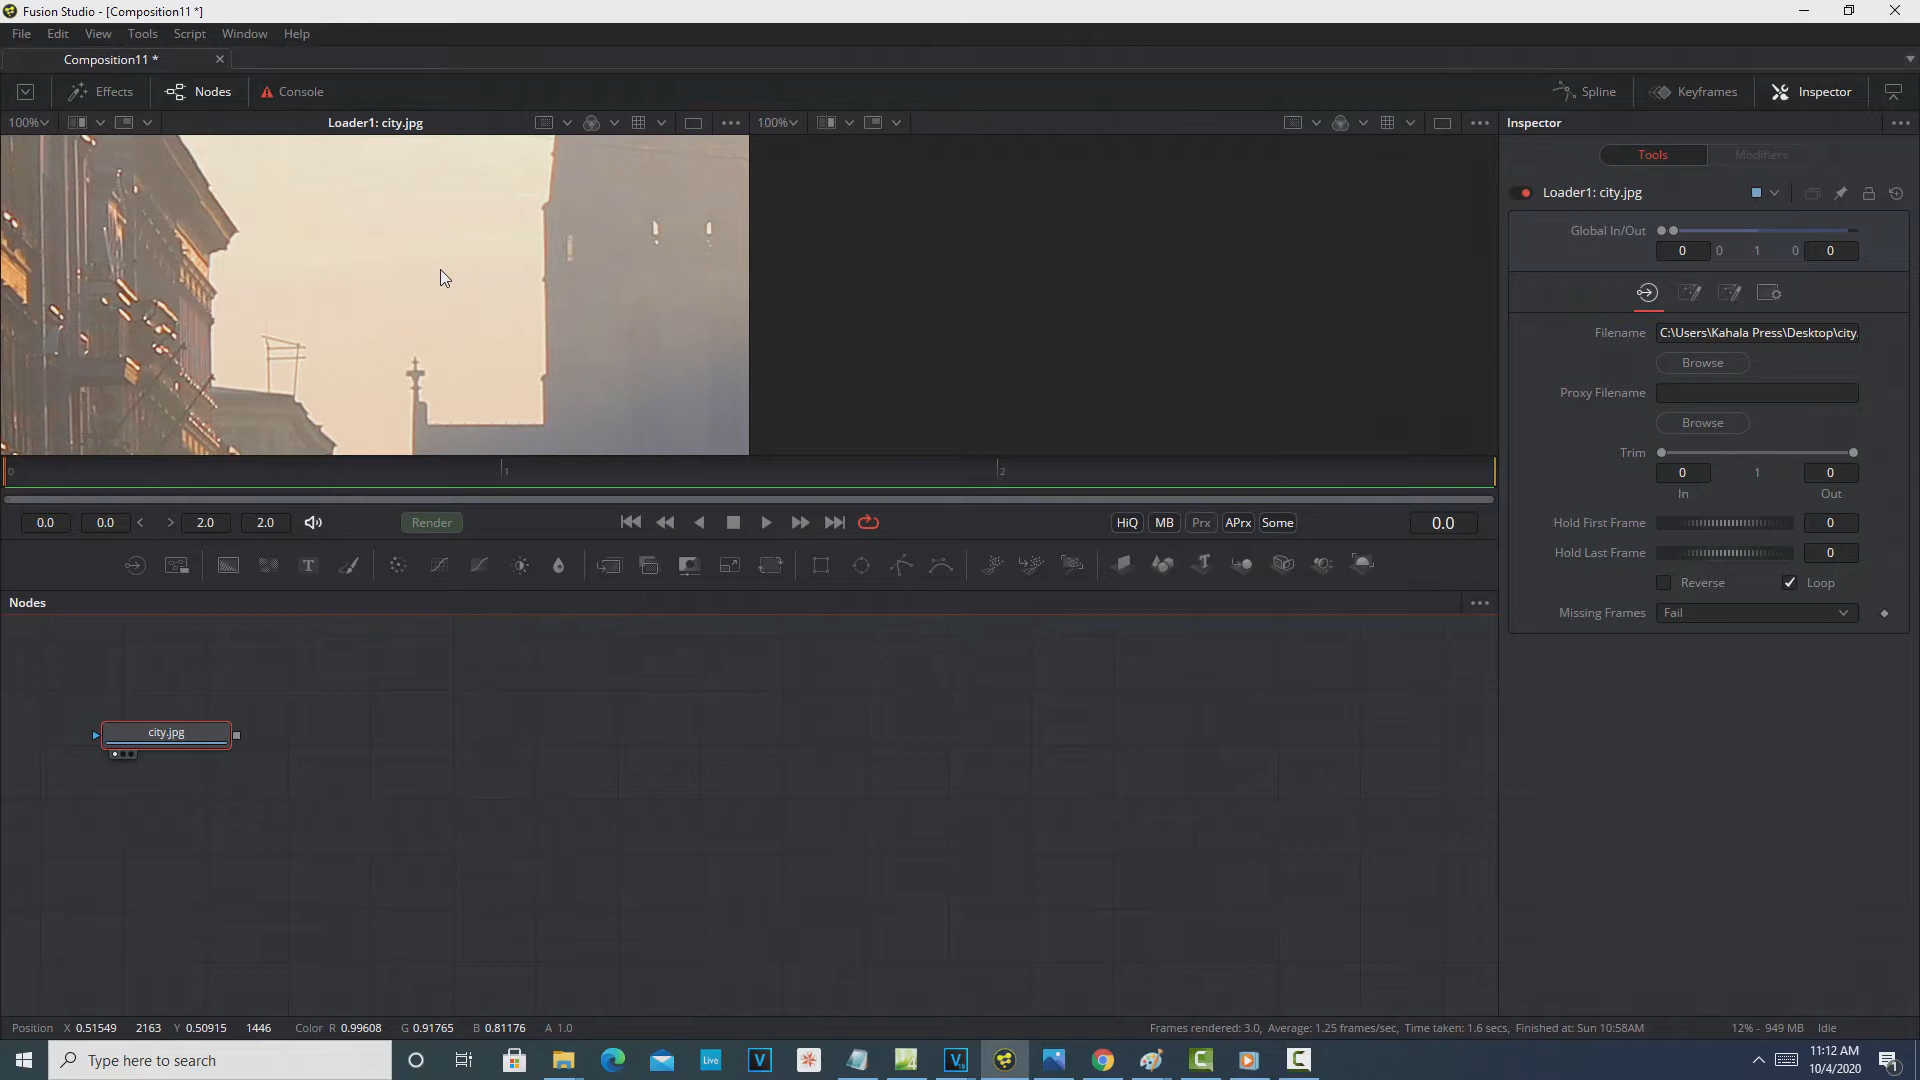 Fusion Studio - [Composition11 *]
File Edit View Tools Script Window Help
Composition11 *
Effects Nodes Console Spline Keyframes Inspector
100% Loader1: city.jpg 100% Inspector
Tools Modifiers
Loader1: city.jpg
Global In/Out
0 0 1 0 0
Filename C:\Users\Kahala Press\Desktop\city.
Browse
Proxy Filename
Browse
Trim
0 1 0
In Out
0 1 2
Hold First Frame 0
0.0 0.0 2.0 2.0 Render HiQ MB Prx APrx Some 0.0
Hold Last Frame 0
Reverse Loop
Missing Frames Fail
Nodes
city.jpg
Position X 0.51549 2163 Y 0.50915 1446 Color R 0.99608 G 0.91765 B 0.81176 A 1.0
Frames rendered: 3.0, Average: 1.25 frames/sec, Time taken: 1.6 secs, Finished at: Sun 10:58AM 12% - 949 MB Idle
Type here to search
Live
V
V
18
4
C
C
11:12 AM
10/4/2020
1